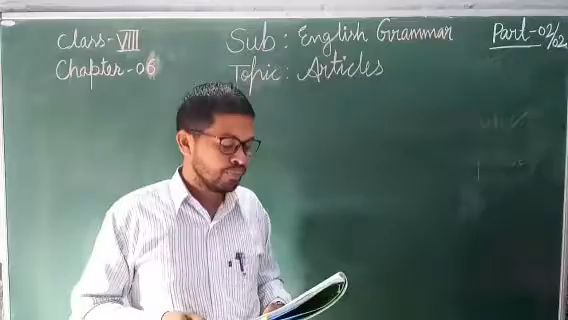 Class-VIII Sub: English Grammar Part-02/02
Chapter-06 Topic: Articles